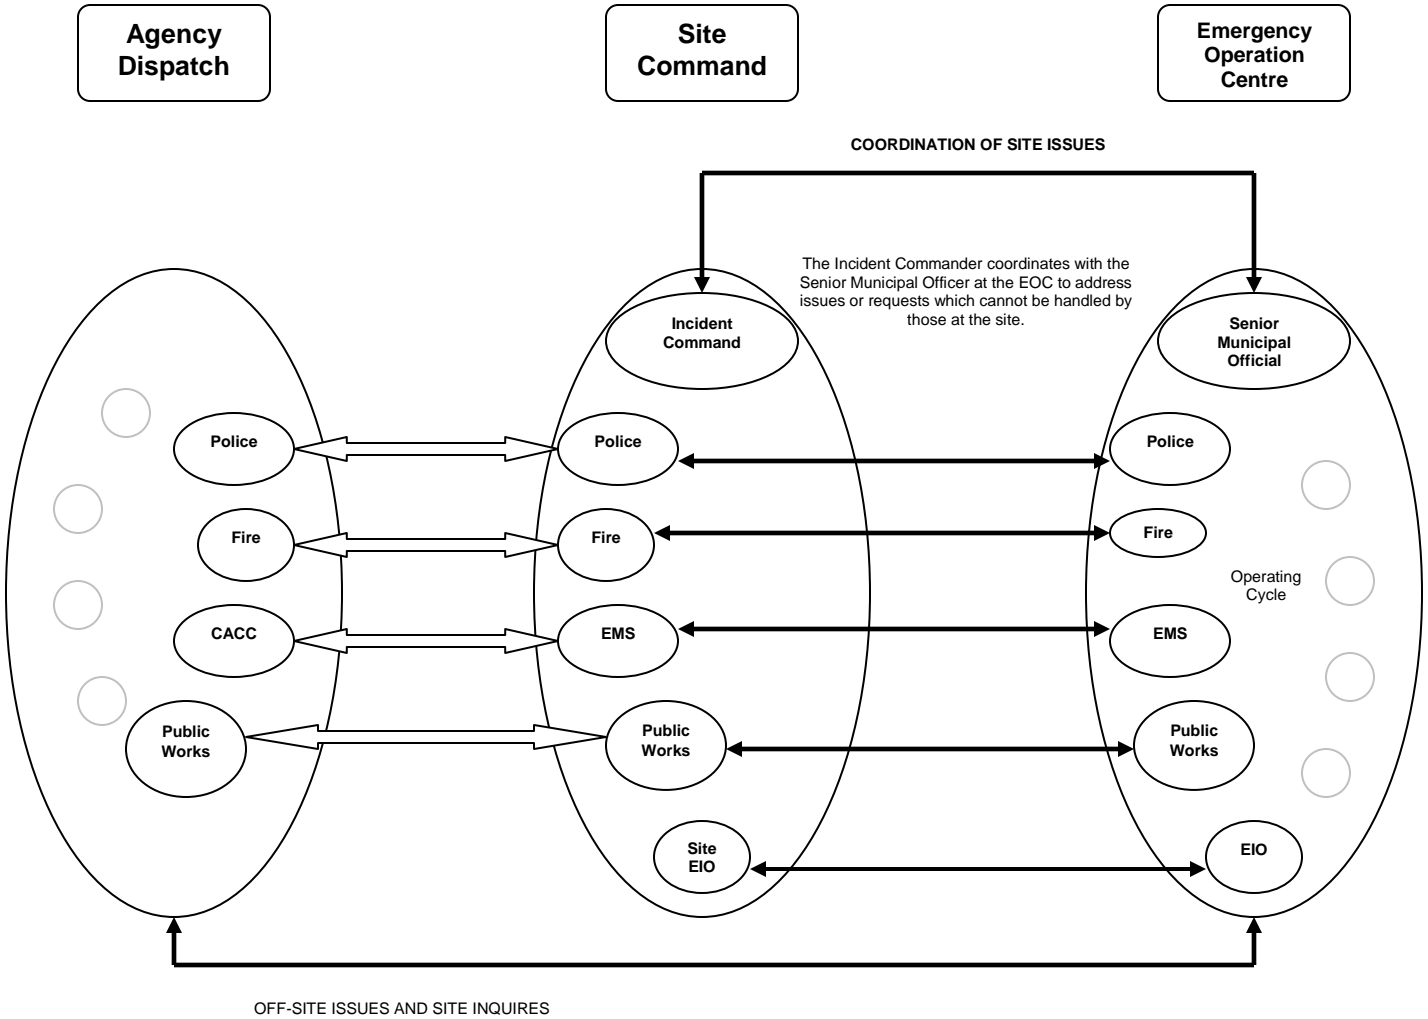 Agency
Dispatch
Site
Command
Emergency
Operation
Centre
COORDINATION OF SITE ISSUES
The Incident Commander coordinates with the
Senior Municipal Officer at the EOC to address
issues or requests which cannot be handled by
those at the site.
Incident
Command
Senior
Municipal
Official
Police
Police
Police
Fire
Fire
Fire
Operating
Cycle
CACC
EMS
EMS
Public
Works
Public
Works
Public
Works
Site
EIO
EIO
OFF-SITE ISSUES AND SITE INQUIRES